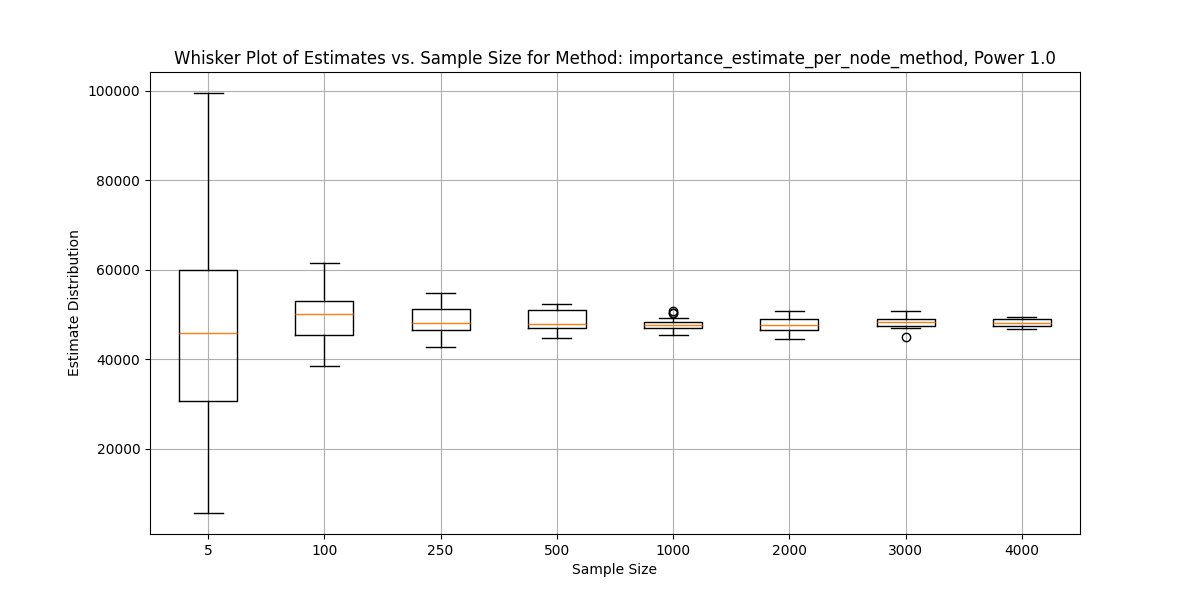 Whisker Plot of Estimates vs. Sample Size for Method: importance_estimate_per_node_method, Power 1.0
100000
80000
60000
40000
20000
Estimate Distribution
5 100 250 500 1000 2000 3000 4000
Sample Size